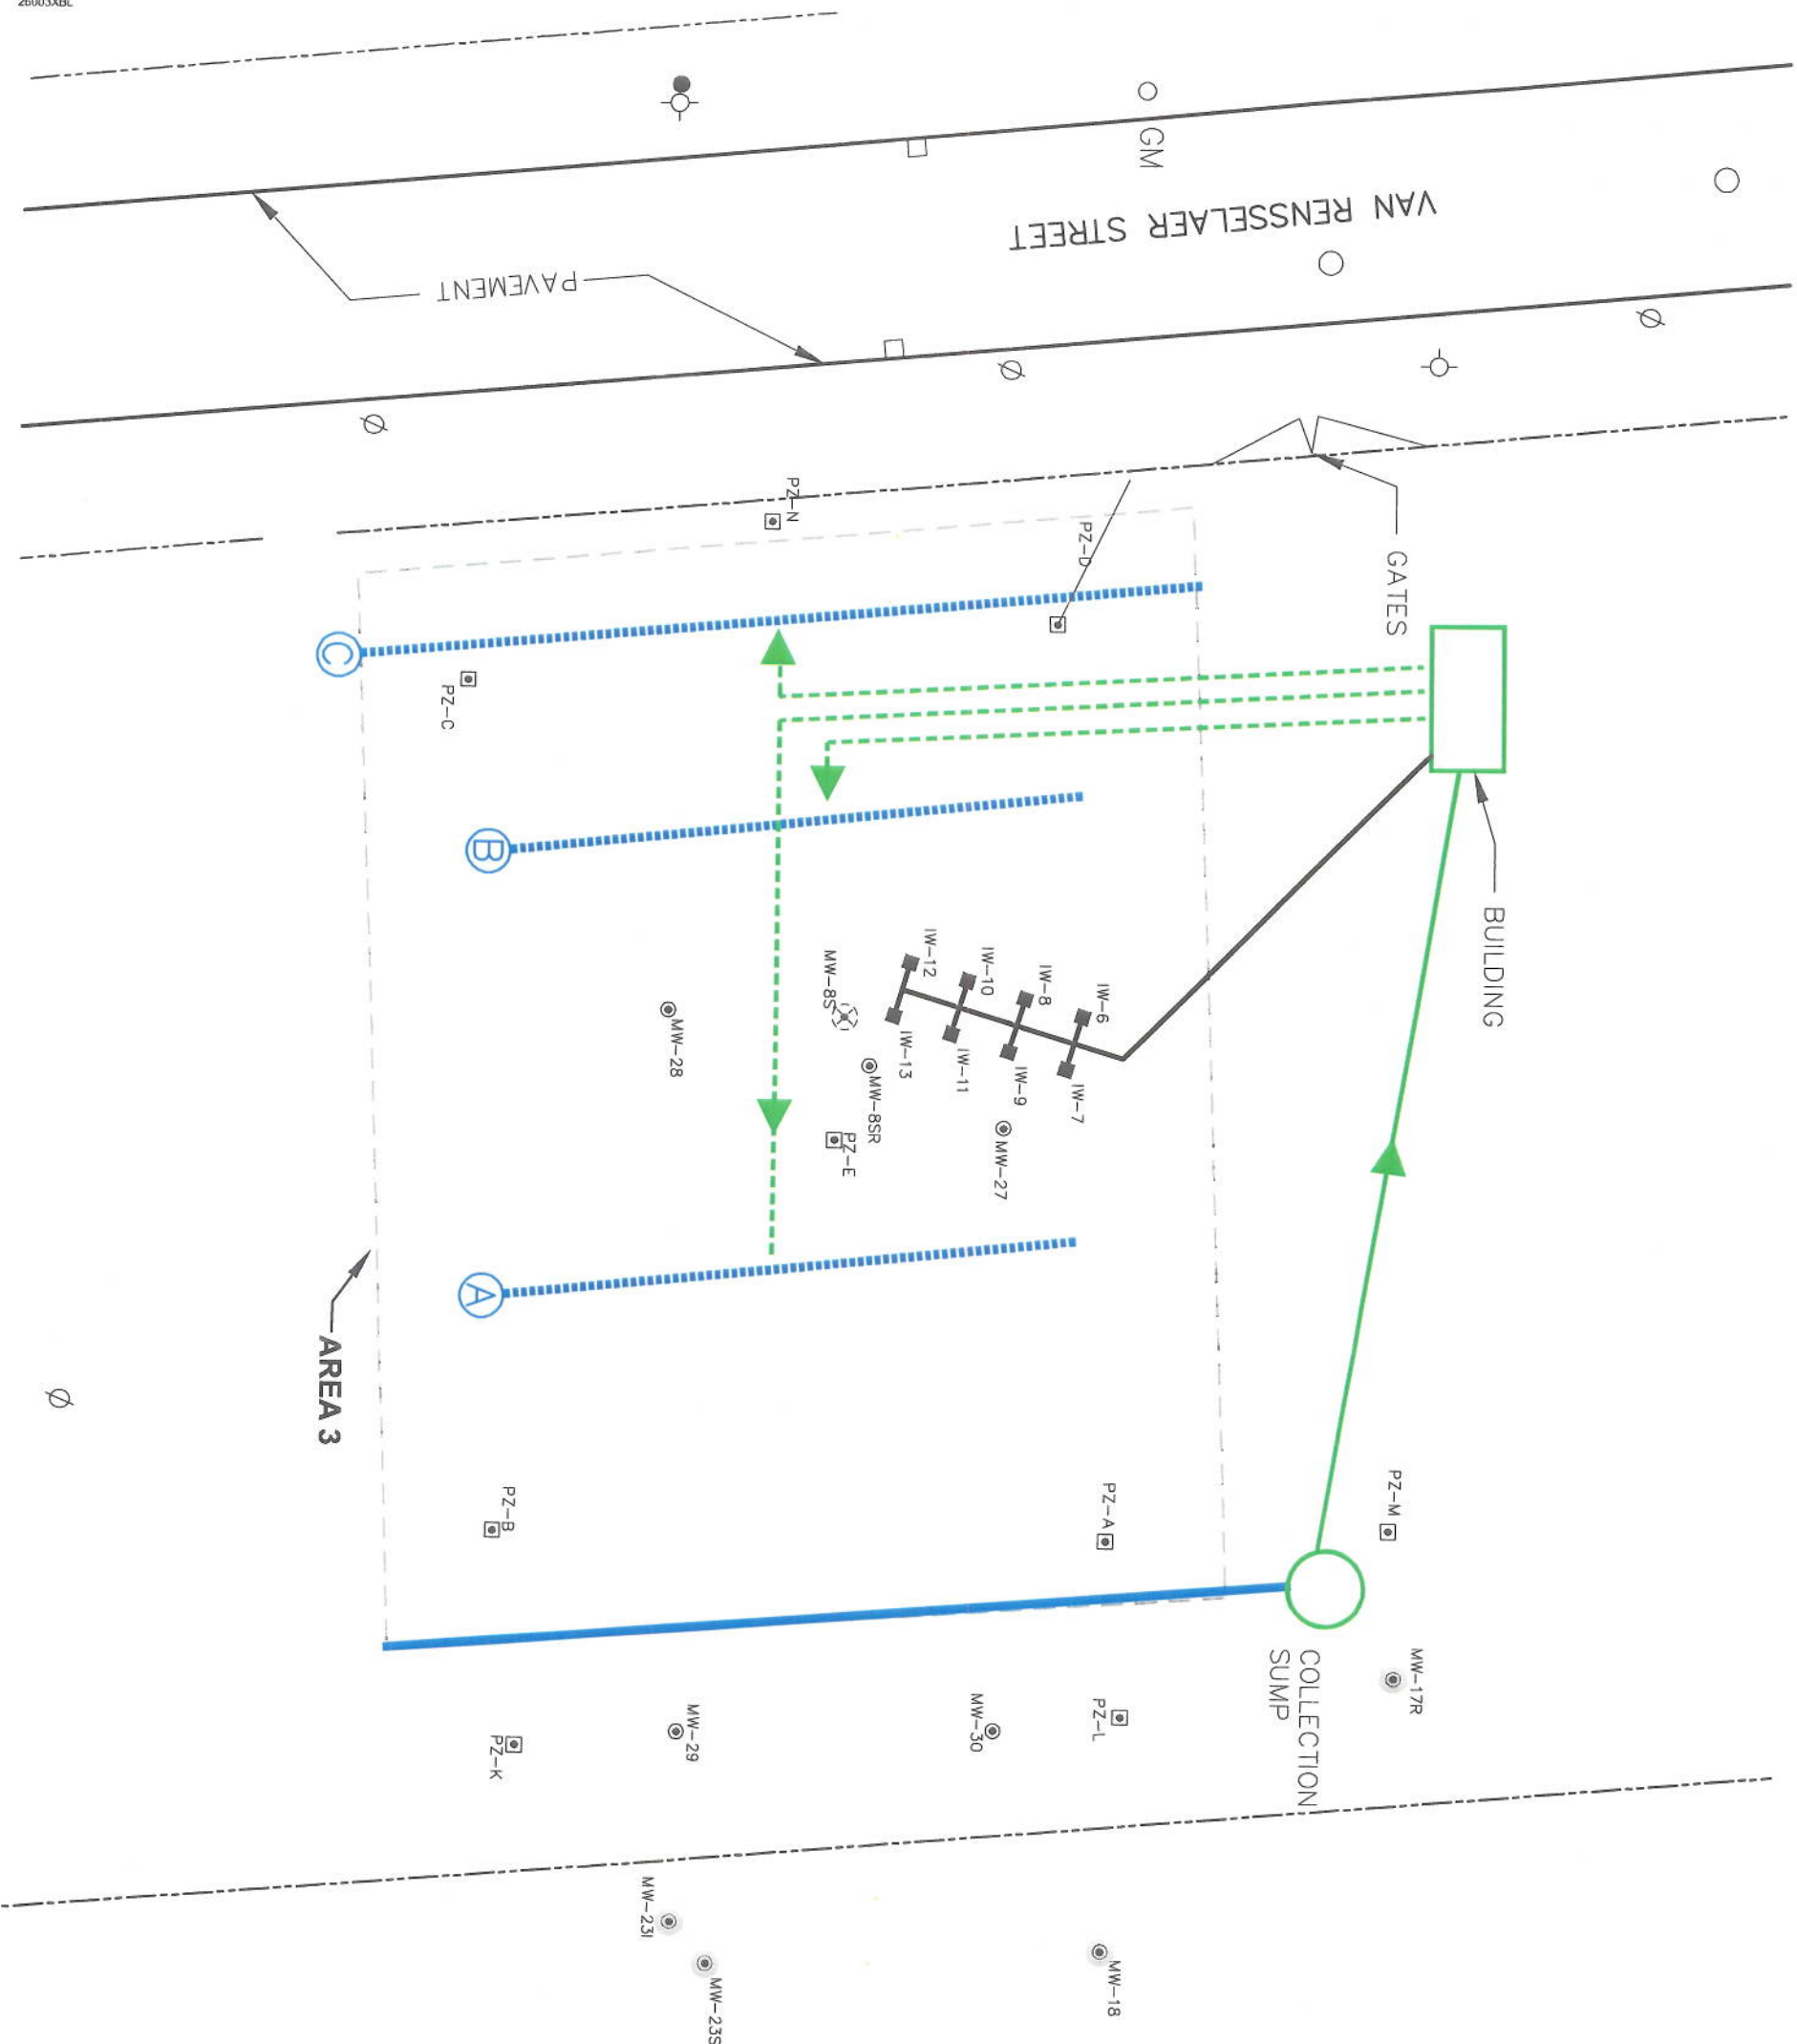 26003XBL
GM
VAN RENSSELAER STREET
PAVEMENT
PZ-N
PZ-D
GATES
C
PZ-C
B
BUILDING
IW-12
IW-10
IW-8
IW-6
MW-8S
MW-28
IW-13
IW-11
IW-9
IW-7
MW-8SR
PZ-E
MW-27
A
AREA 3
PZ-B
PZ-A
PZ-M
COLLECTION
SUMP
MW-17R
PZ-K
MW-29
MW-30
PZ-L
MW-23I
MW-23S
MW-18